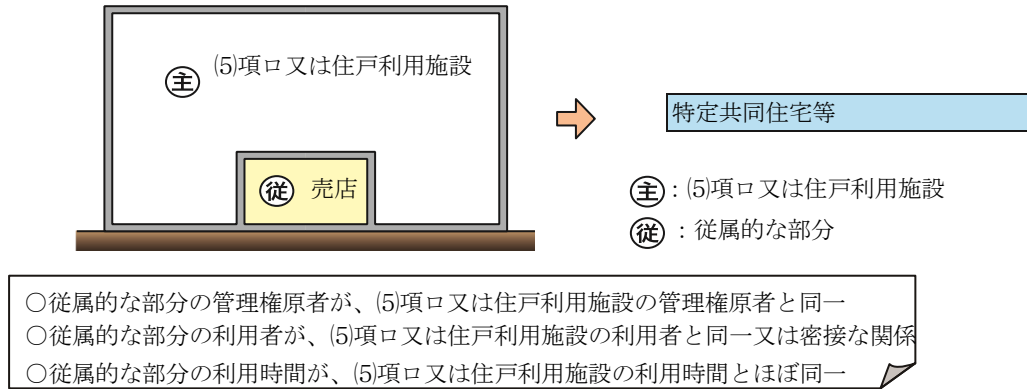 ㊑ ⑸項ロ又は住戸利用施設
特定共同住宅等
従 売店
主：⑸項ロ又は住戸利用施設
従：従属的な部分
○従属的な部分の管理権原者が、⑸項ロ又は住戸利用施設の管理権原者と同一
○従属的な部分の利用者が、⑸項ロ又は住戸利用施設の利用者と同一又は密接な関係
○従属的な部分の利用時間が、⑸項ロ又は住戸利用施設の利用時間とほぼ同一